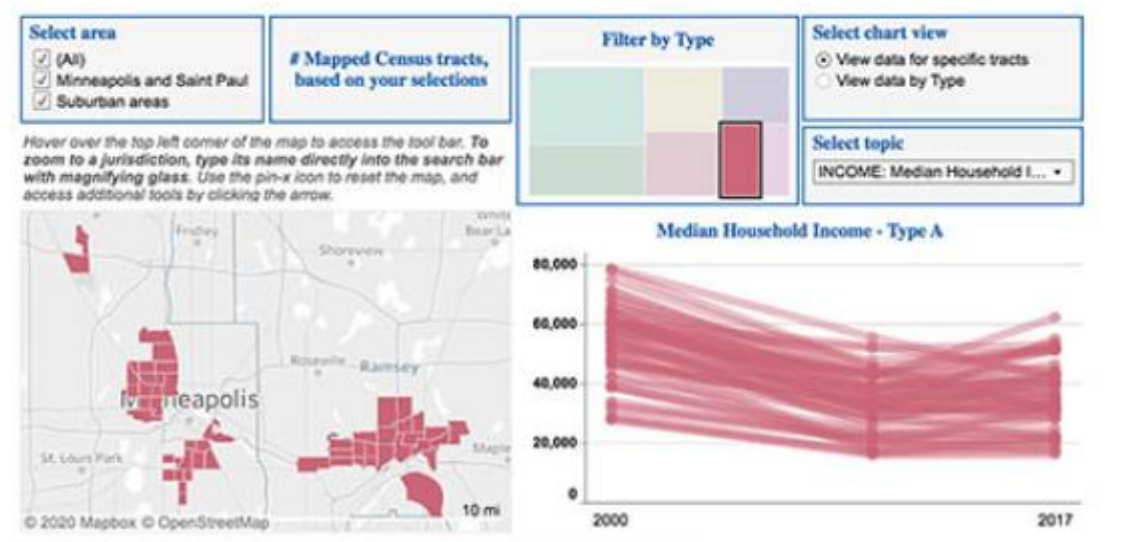 Select area
(All)
Minneapolis and Saint Paul
Suburban areas
# Mapped Census tracts,
based on your selections
Filter by Type
Select chart view
View data for specific tracts
View data by Type
Select topic
INCOME: Median Household I...
Hover over the top left corner of the map to access the tool bar. To
zoom to a jurisdiction, type its name directly into the search bar
with magnifying glass. Use the pin-x icon to reset the map, and
access additional tools by clicking the arrow.
White
Bear La
Fridley
Shoreview
Roseville
Ramsey
St. Louis Park
Maple
10 mi
© 2020 Mapbox © OpenStreetMap
Median Household Income - Type A
80,000
60,000
40,000
20,000
0
2000
2017